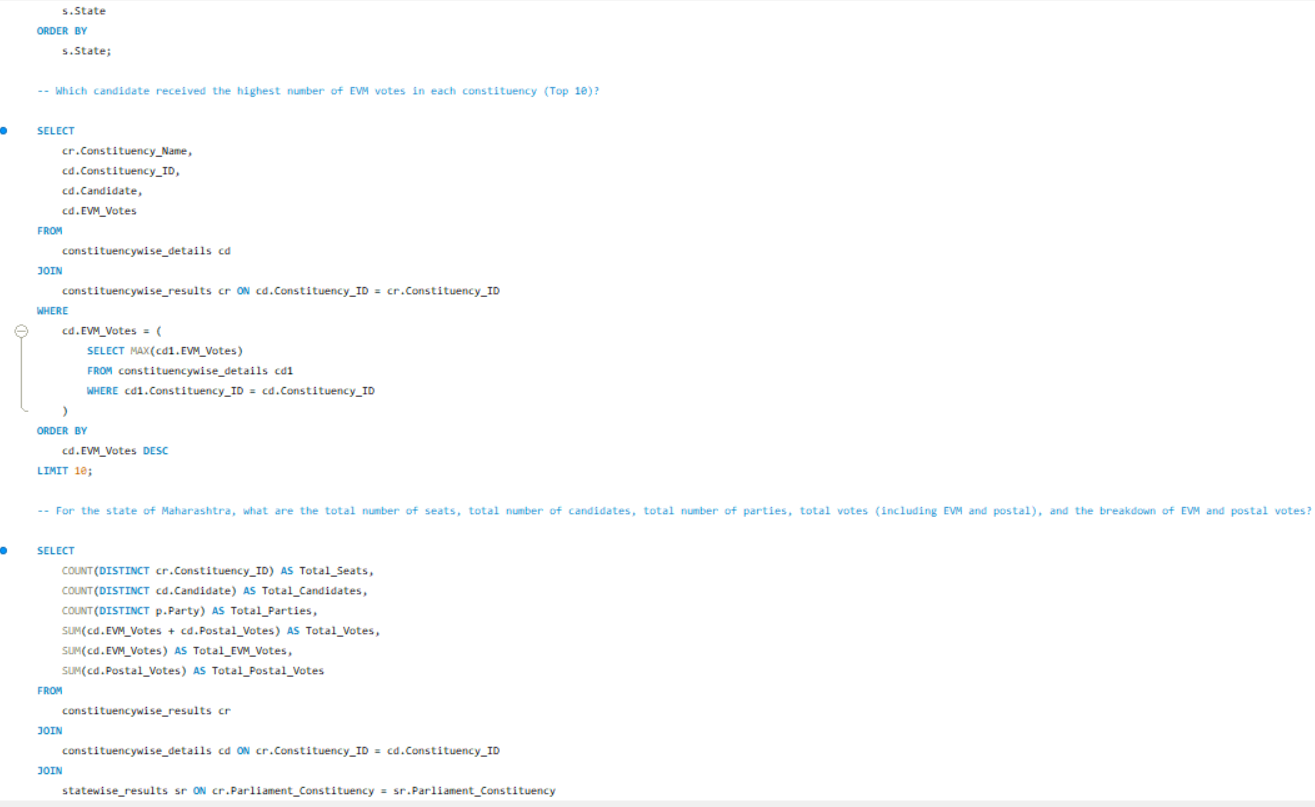 s.State
ORDER BY
s.State;
-- Which candidate received the highest number of EVM votes in each constituency (Top 10)?
SELECT
cr.Constituency_Name,
cd.Constituency_ID,
cd.Candidate,
cd.EVM_Votes
FROM
constituencywise_details cd
JOIN
constituencywise_results cr ON cd.Constituency_ID = cr.Constituency_ID
WHERE
cd.EVM_Votes = (
SELECT MAX(cd1.EVM_Votes)
FROM constituencywise_details cd1
WHERE cd1.Constituency_ID = cd.Constituency_ID
)
ORDER BY
cd.EVM_Votes DESC
LIMIT 10;
-- For the state of Maharashtra, what are the total number of seats, total number of candidates, total number of parties, total votes (including EVM and postal), and the breakdown of EVM and postal votes?
SELECT
COUNT(DISTINCT cr.Constituency_ID) AS Total_Seats,
COUNT(DISTINCT cd.Candidate) AS Total_Candidates,
COUNT(DISTINCT p.Party) AS Total_Parties,
SUM(cd.EVM_Votes + cd.Postal_Votes) AS Total_Votes,
SUM(cd.EVM_Votes) AS Total_EVM_Votes,
SUM(cd.Postal_Votes) AS Total_Postal_Votes
FROM
constituencywise_results cr
JOIN
constituencywise_details cd ON cr.Constituency_ID = cd.Constituency_ID
JOIN
statewise_results sr ON cr.Parliament_Constituency = sr.Parliament_Constituency